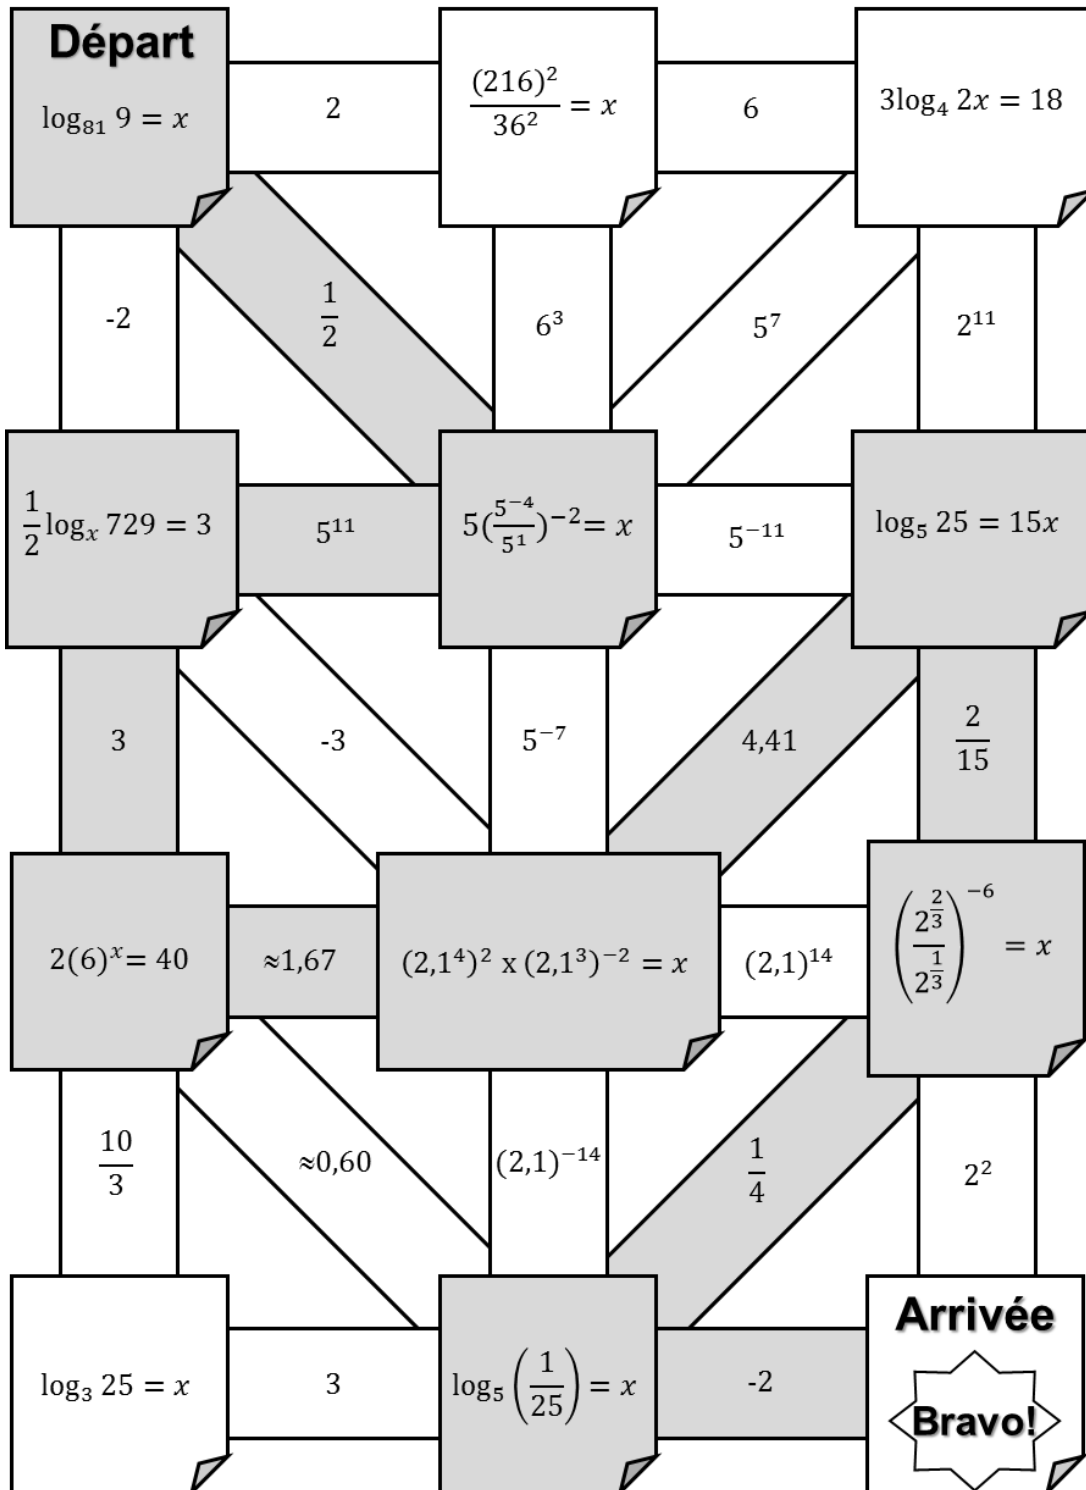 Départ
log₈₁ 9 = x
2
(216)²/36² = x
6
3log₄ 2x = 18
-2
1/2
6³
5⁷
2¹¹
1/2 logₓ 729 = 3
5¹¹
5(5⁻⁴/5¹)⁻² = x
5⁻¹¹
log₅ 25 = 15x
3
-3
5⁻⁷
4,41
2/15
2(6)ˣ = 40
≈1,67
(2,1⁴)² x (2,1³)⁻² = x
(2,1)¹⁴
(2^(2/3)/2^(1/3))⁻⁶ = x
10/3
≈0,60
(2,1)⁻¹⁴
1/4
2²
log₃ 25 = x
3
log₅ (1/25) = x
-2
Arrivée
Bravo!